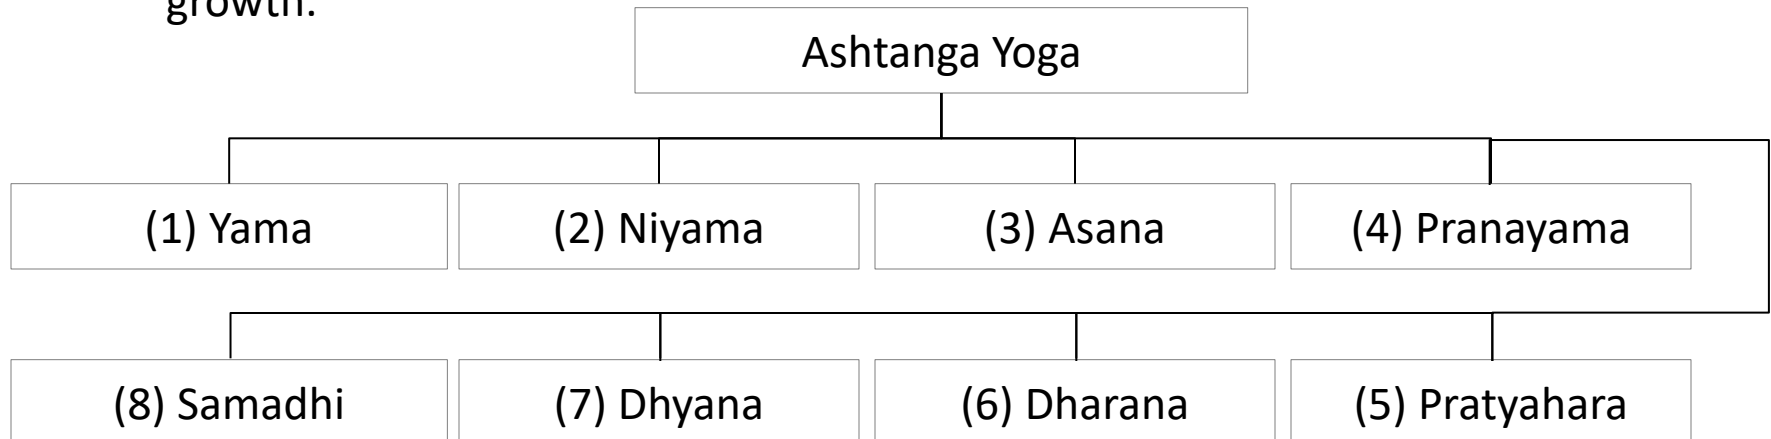 growth.
Ashtanga Yoga
(1) Yama
(2) Niyama
(3) Asana
(4) Pranayama
(8) Samadhi
(7) Dhyana
(6) Dharana
(5) Pratyahara